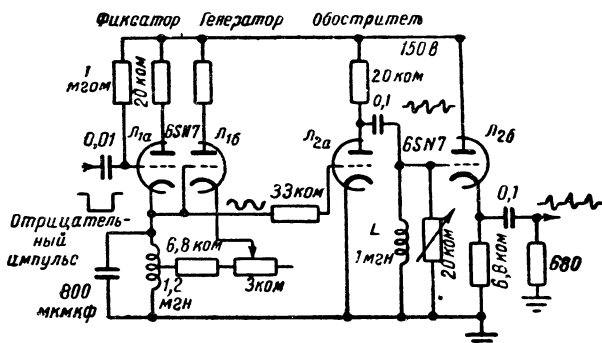 Фиксатор Генератор Обостритель
150 в
1 мгом
20 ком
20 ком
0,1
0,01
Л1а
6SN7
Л1б
Л2а
6SN7
Л2б
33 ком
Отрицатель-
ный
импульс
6,8 ком
3 ком
800
мкмкф
1,2
мгн
L
1 мгн
20 ком
6,8 ком
0,1
680